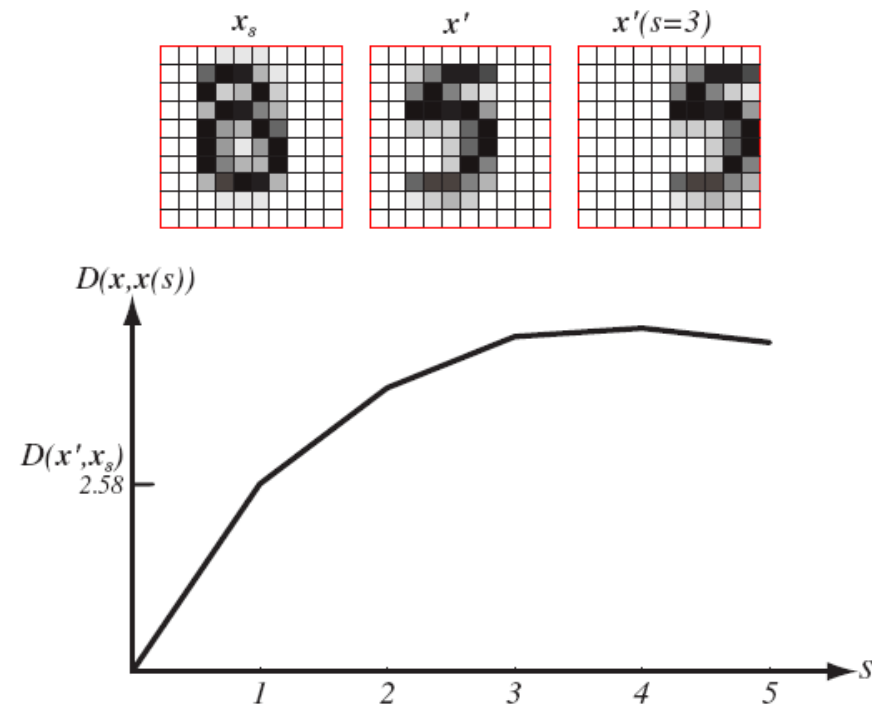 x_s x' x'(s=3)
D(x,x(s))
D(x',x_s)
2.58
s
1 2 3 4 5